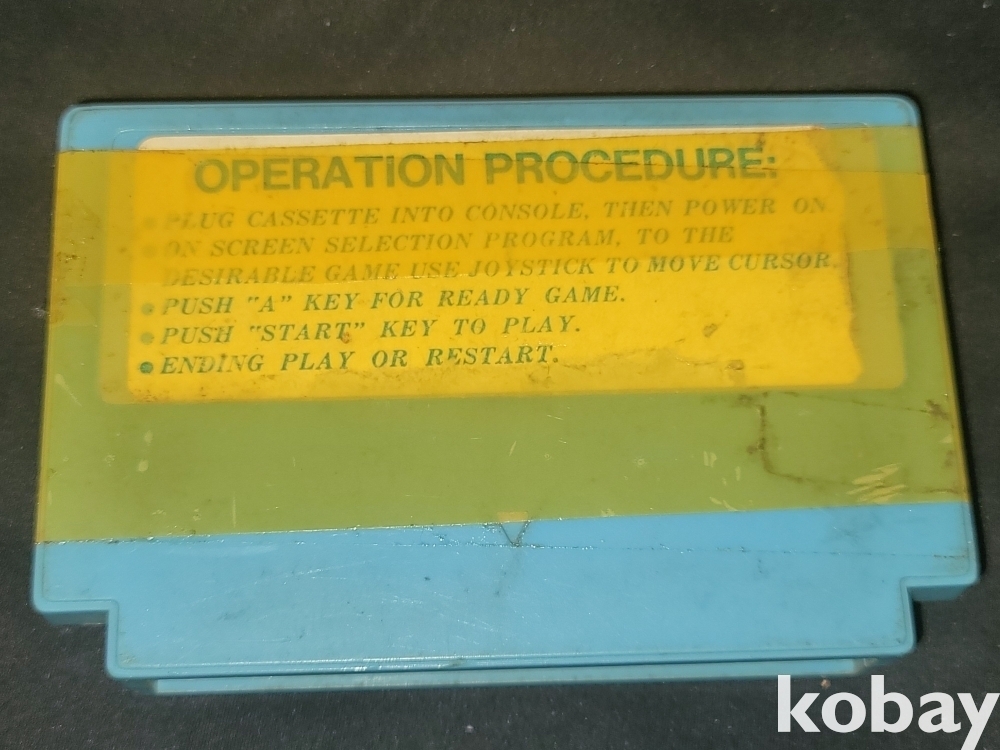 OPERATION PROCEDURE:
● PLUG CASSETTE INTO CONSOLE, THEN POWER ON
● ON SCREEN SELECTION PROGRAM, TO THE
DESIRABLE GAME USE JOYSTICK TO MOVE CURSOR.
● PUSH "A" KEY FOR READY GAME.
● PUSH "START" KEY TO PLAY.
● ENDING PLAY OR RESTART.
kobay